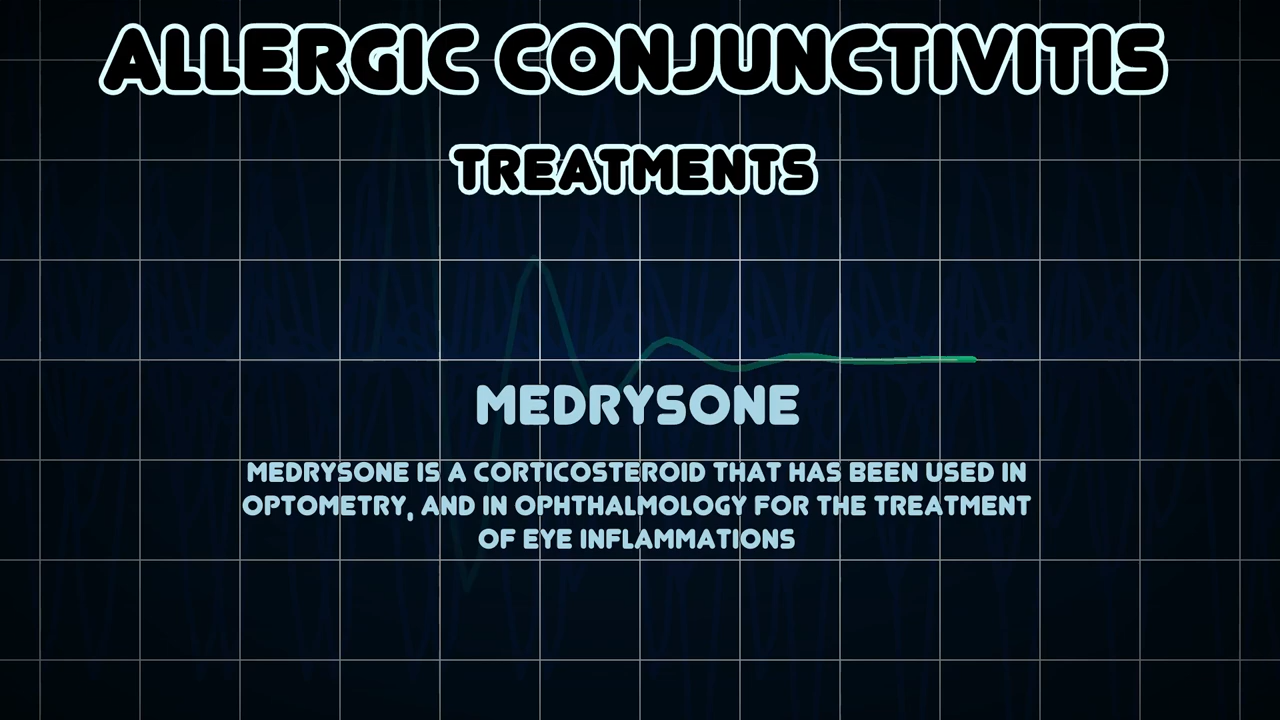 ALLERGIC CONJUNCTIVITIS
TREATMENTS
MEDRYSONE
MEDRYSONE IS A CORTICOSTEROID THAT HAS BEEN USED IN
OPTOMETRY, AND IN OPHTHALMOLOGY FOR THE TREATMENT
OF EYE INFLAMMATIONS